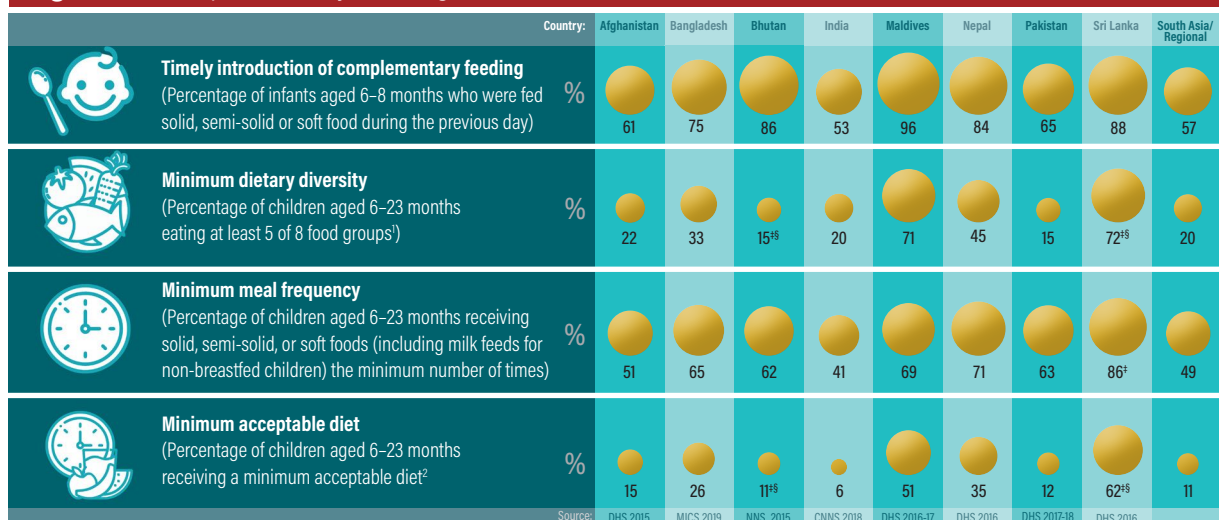 Country: Afghanistan Bangladesh Bhutan India Maldives Nepal Pakistan Sri Lanka South Asia/
Regional
Timely introduction of complementary feeding
(Percentage of infants aged 6–8 months who were fed
solid, semi-solid or soft food during the previous day)
% 61 75 86 53 96 84 65 88 57
Minimum dietary diversity
(Percentage of children aged 6–23 months
eating at least 5 of 8 food groups¹)
% 22 33 15‡§ 20 71 45 15 72‡§ 20
Minimum meal frequency
(Percentage of children aged 6–23 months receiving
solid, semi-solid, or soft foods (including milk feeds for
non-breastfed children) the minimum number of times)
% 51 65 62 41 69 71 63 86‡ 49
Minimum acceptable diet
(Percentage of children aged 6–23 months
receiving a minimum acceptable diet²
% 15 26 11‡§ 6 51 35 12 62‡§ 11
Source: DHS 2015 MICS 2019 NNS, 2015 CNNS 2018 DHS 2016-17 DHS 2016 DHS 2017-18 DHS 2016